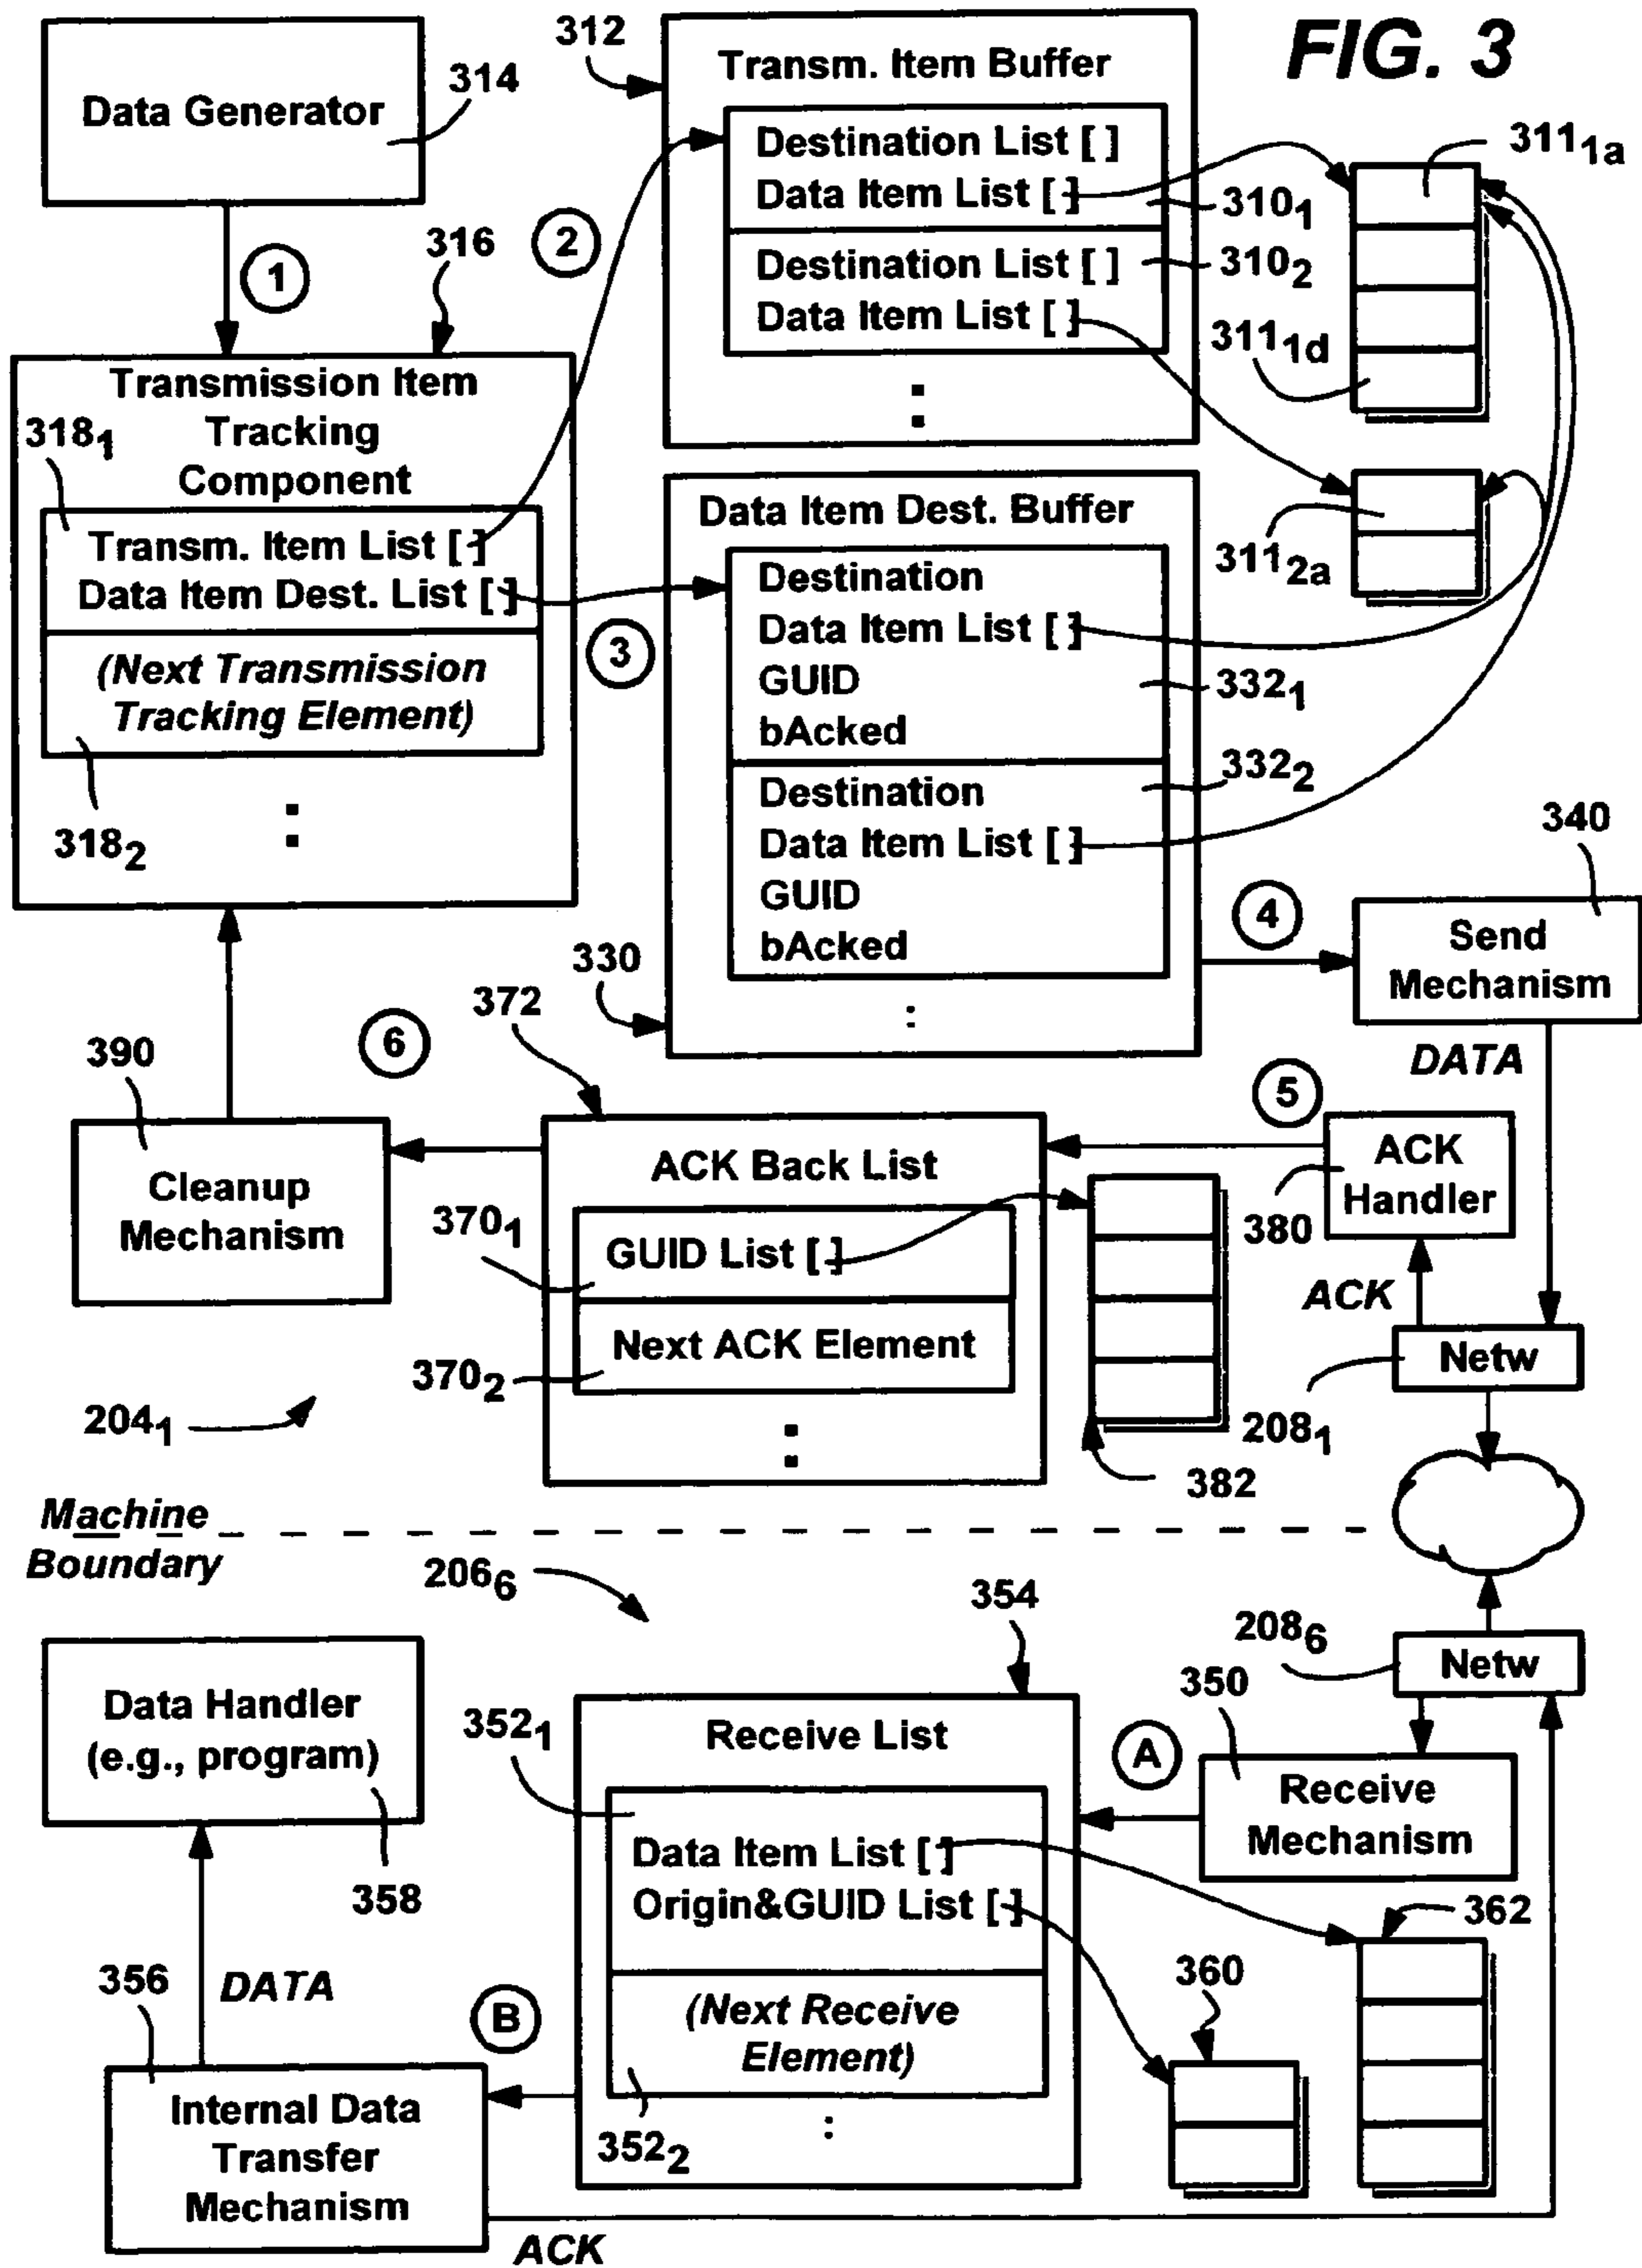 FIG. 3
Data Generator
314
1
316
Transmission Item
Tracking
Component
318₁
Transm. Item List [ ]
Data Item Dest. List [ ]
(Next Transmission
Tracking Element)
318₂
2
312
Transm. Item Buffer
Destination List [ ]
Data Item List [ ]
310₁
Destination List [ ]
310₂
Data Item List [ ]
:
311₁a
311₁d
311₂a
3
Data Item Dest. Buffer
Destination
Data Item List [ ]
GUID
332₁
bAcked
332₂
Destination
Data Item List [ ]
GUID
bAcked
:
330
4
340
Send
Mechanism
DATA
5
ACK
Handler
380
ACK
Netw
208₁
372
ACK Back List
370₁
GUID List [ ]
Next ACK Element
370₂
:
382
6
390
Cleanup
Mechanism
:
204₁
Machine
Boundary
206₆
354
208₆
Netw
350
Receive
Mechanism
A
Receive List
352₁
Data Item List [ ]
Origin&GUID List [ ]
(Next Receive
Element)
352₂
:
362
360
B
Data Handler
(e.g., program)
358
DATA
356
Internal Data
Transfer
Mechanism
ACK